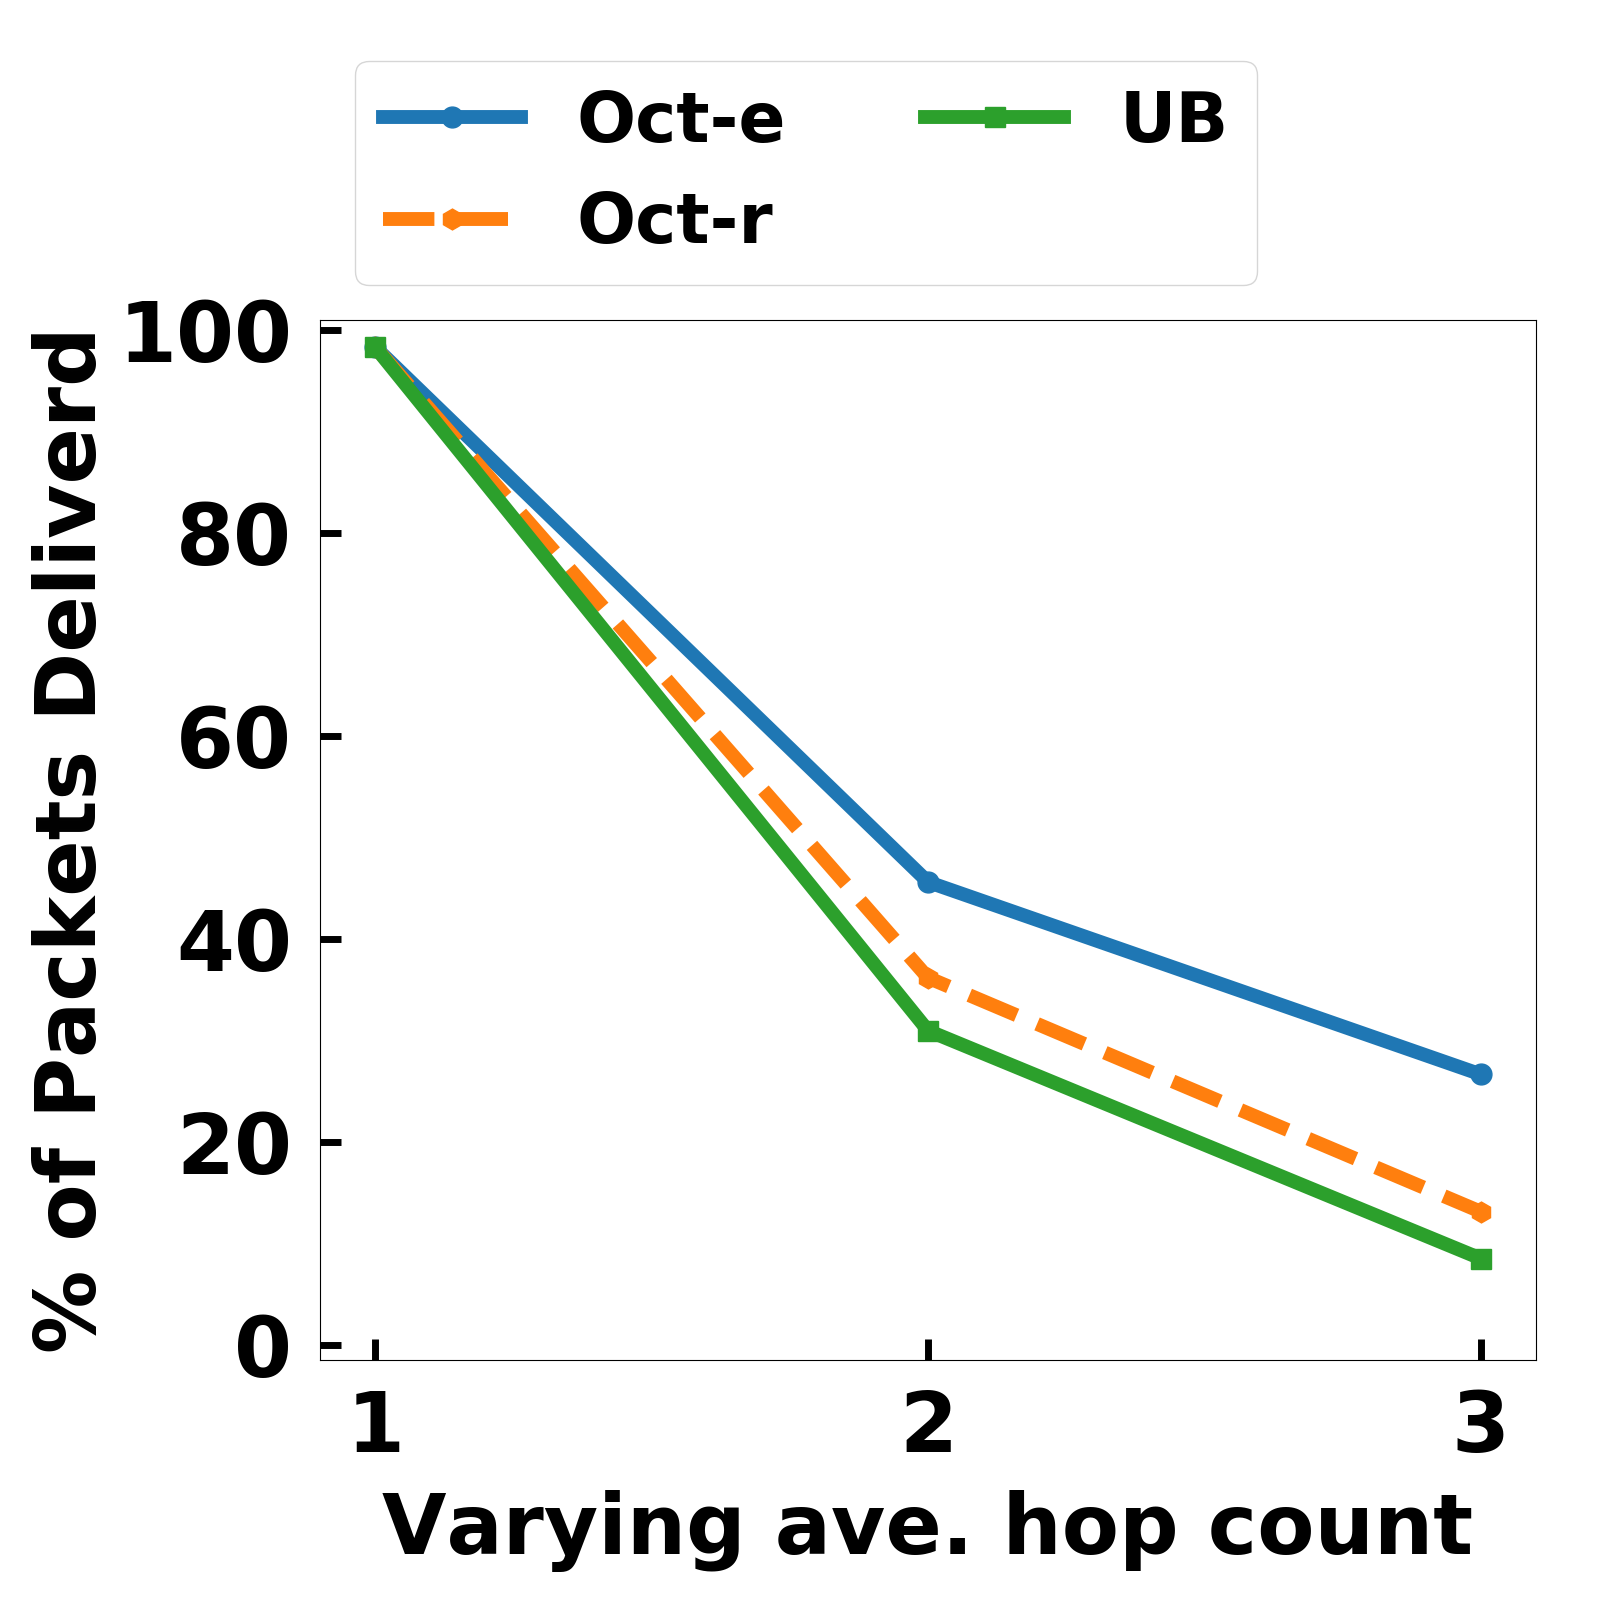 Oct-e
Oct-r
UB
% of Packets Deliverd
100
80
60
40
20
0
1 2 3
Varying ave. hop count